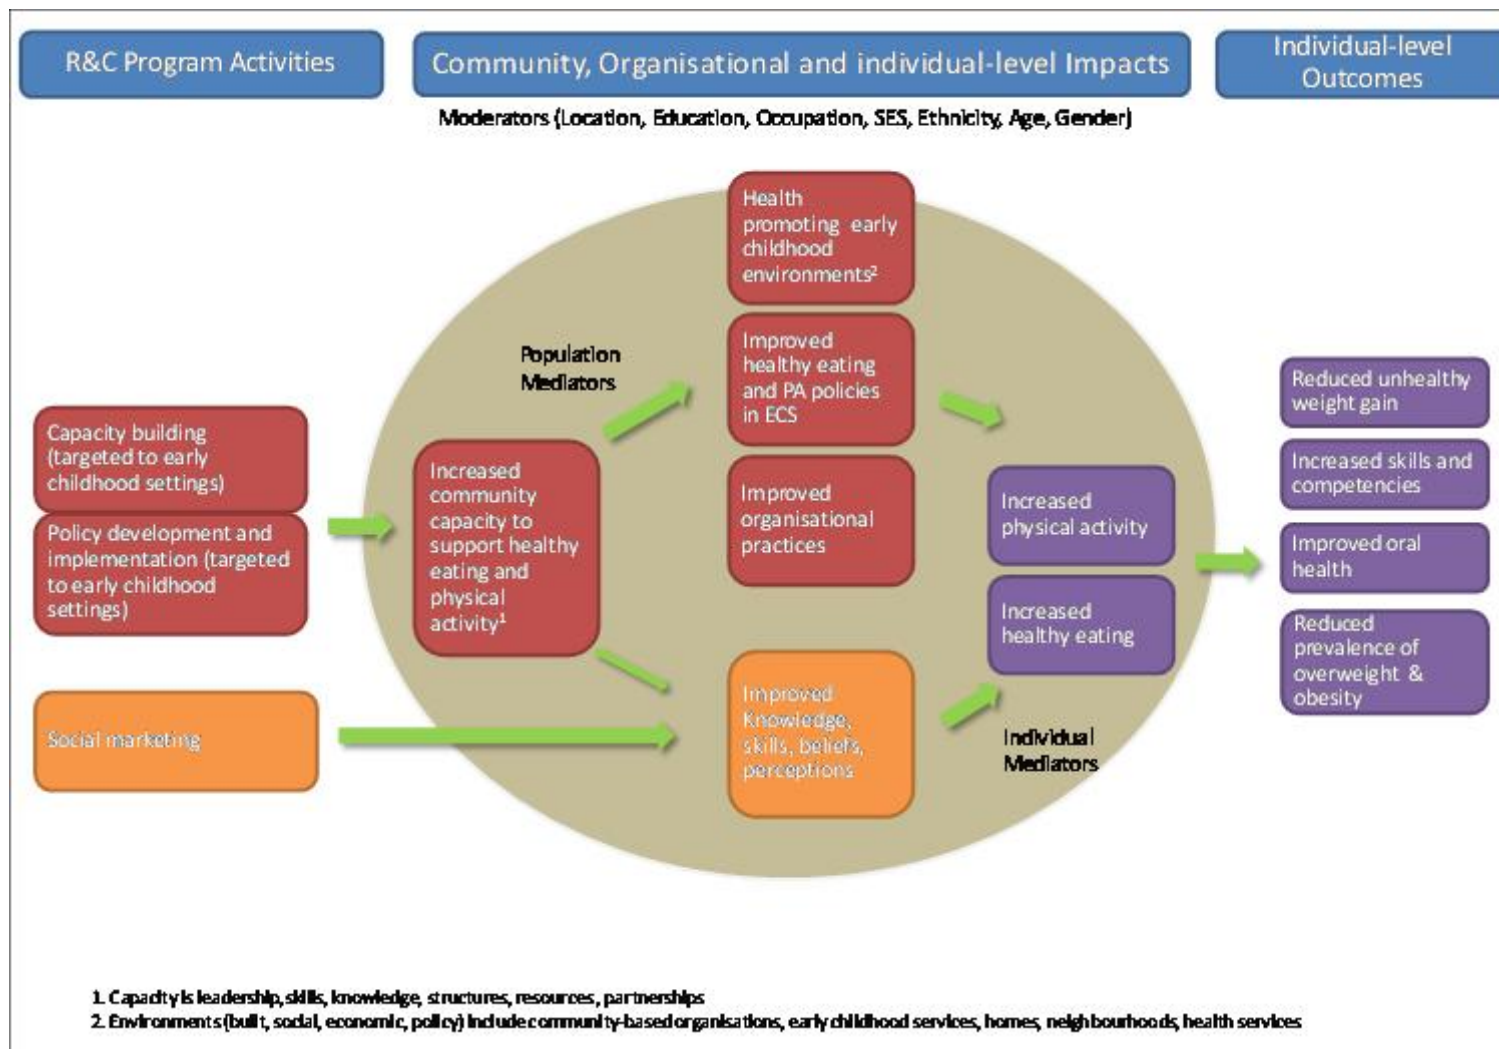 R&C Program Activities
Community, Organisational and individual-level Impacts
Individual-level
Outcomes
Moderators (Location, Education, Occupation, SES, Ethnicity, Age, Gender)
Health
promoting early
childhood
environments²
Population
Mediators
Improved
healthy eating
and PA policies
in ECS
Capacity building
(targeted to early
childhood settings)
Policy development and
implementation (targeted
to early childhood
settings)
Increased
community
capacity to
support healthy
eating and
physical
activity¹
Improved
organisational
practices
Increased
physical activity
Increased
healthy eating
Reduced unhealthy
weight gain
Increased skills and
competencies
Improved oral
health
Reduced
prevalence of
overweight &
obesity
Social marketing
Improved
Knowledge,
skills, beliefs,
perceptions
Individual
Mediators
1. Capacity is leadership, skills, knowledge, structures, resources, partnerships
2. Environments (built, social, economic, policy) include community-based organisations, early childhood services, homes, neighbourhoods, health services